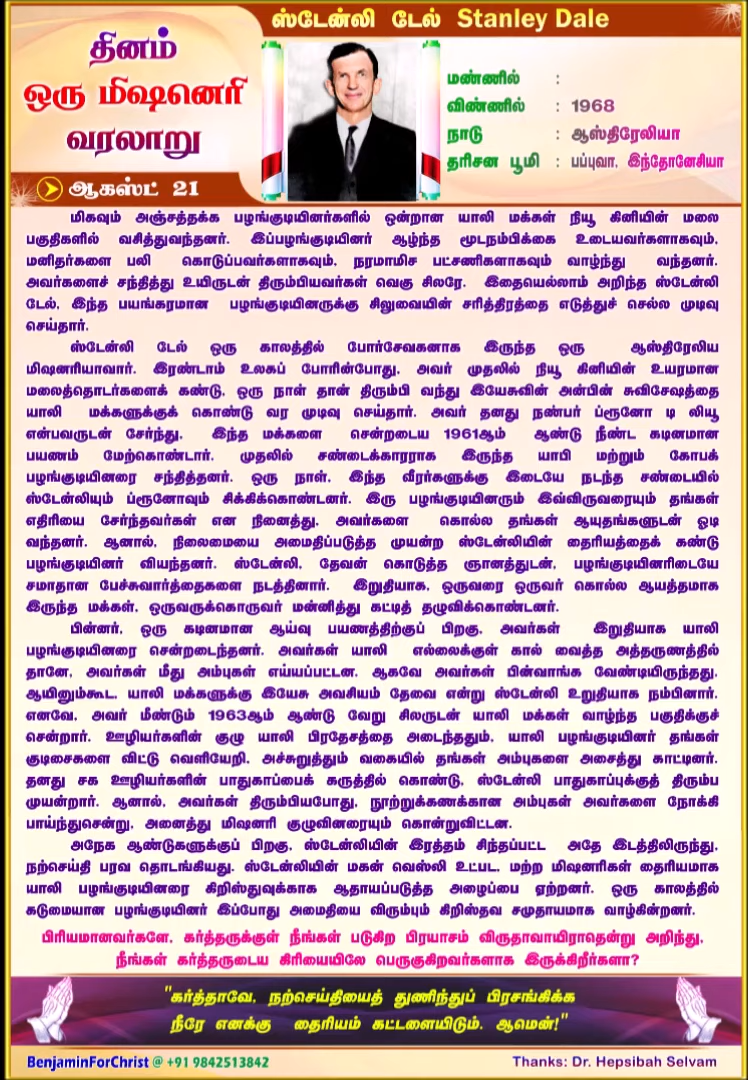 ஸ்டேன்லி டேல் Stanley Dale
தினம்
ஒரு மிஷனெரி
வரலாறு
ஆகஸ்ட் 21
மண்ணில் :
விண்ணில் : 1968
நாடு : ஆஸ்திரேலியா
தரிசன பூமி : பப்புவா, இந்தோனேசியா
மிகவும் அஞ்சத்தக்க பழங்குடியினர்களில் ஒன்றான யாலி மக்கள் நியூ கினியின் மலை
பகுதிகளில் வசித்துவந்தனர். இப்பழங்குடியினர் ஆழ்ந்த மூடநம்பிக்கை உடையவர்களாகவும்,
மனிதர்களை பலி கொடுப்பவர்களாகவும், நரமாமிச பட்சணிகளாகவும் வாழ்ந்து வந்தனர்.
அவர்களைச் சந்தித்து உயிருடன் திரும்பியவர்கள் வெகு சிலரே. இதையெல்லாம் அறிந்த ஸ்டேன்லி
டேல், இந்த பயங்கரமான பழங்குடியினருக்கு சிலுவையின் சரித்திரத்தை எடுத்துச் செல்ல முடிவு
செய்தார்.
ஸ்டேன்லி டேல் ஒரு காலத்தில் போர்சேவகனாக இருந்த ஒரு ஆஸ்திரேலிய
மிஷனரியாவார். இரண்டாம் உலகப் போரின்போது, அவர் முதலில் நியூ கினியின் உயரமான
மலைத்தொடர்களைக் கண்டு, ஒரு நாள் தான் திரும்பி வந்து இயேசுவின் அன்பின் சுவிசேஷத்தை
யாலி மக்களுக்குக் கொண்டு வர முடிவு செய்தார். அவர் தனது நண்பர் ப்ரூனோ டி லியூ
என்பவருடன் சேர்ந்து, இந்த மக்களை சென்றடைய 1961ஆம் ஆண்டு நீண்ட கடினமான
பயணம் மேற்கொண்டார். முதலில் சண்டைக்காரராக இருந்த யாபி மற்றும் கோபக்
பழங்குடியினரை சந்தித்தனர். ஒரு நாள், இந்த வீரர்களுக்கு இடையே நடந்த சண்டையில்
ஸ்டேன்லியும் ப்ரூனோவும் சிக்கிக்கொண்டனர். இரு பழங்குடியினரும் இவ்விருவரையும் தங்கள்
எதிரியை சேர்ந்தவர்கள் என நினைத்து, அவர்களை கொல்ல தங்கள் ஆயுதங்களுடன் ஓடி
வந்தனர். ஆனால், நிலைமையை அமைதிப்படுத்த முயன்ற ஸ்டேன்லியின் தைரியத்தைக் கண்டு
பழங்குடியினர் வியந்தனர். ஸ்டேன்லி, தேவன் கொடுத்த ஞானத்துடன், பழங்குடியினரிடையே
சமாதான பேச்சுவார்த்தைகளை நடத்தினார். இறுதியாக, ஒருவரை ஒருவர் கொல்ல ஆயத்தமாக
இருந்த மக்கள், ஒருவருக்கொருவர் மன்னித்து கட்டித் தழுவிக்கொண்டனர்.
பின்னர், ஒரு கடினமான ஆய்வு பயணத்திற்குப் பிறகு, அவர்கள் இறுதியாக யாலி
பழங்குடியினரை சென்றடைந்தனர். அவர்கள் யாலி எல்லைக்குள் கால் வைத்த அத்தருணத்தில்
தானே, அவர்கள் மீது அம்புகள் எய்யப்பட்டன. ஆகவே அவர்கள் பின்வாங்க வேண்டியிருந்தது.
ஆயினும்கூட, யாலி மக்களுக்கு இயேசு அவசியம் தேவை என்று ஸ்டேன்லி உறுதியாக நம்பினார்.
எனவே, அவர் மீண்டும் 1963ஆம் ஆண்டு வேறு சிலருடன் யாலி மக்கள் வாழ்ந்த பகுதிக்குச்
சென்றார். ஊழியர்களின் குழு யாலி பிரதேசத்தை அடைந்ததும், யாலி பழங்குடியினர் தங்கள்
குடிசைகளை விட்டு வெளியேறி, அச்சுறுத்தும் வகையில் தங்கள் அம்புகளை அசைத்து காட்டினர்.
தனது சக ஊழியர்களின் பாதுகாப்பைக் கருத்தில் கொண்டு, ஸ்டேன்லி பாதுகாப்புக்குத் திரும்ப
முயன்றார். ஆனால், அவர்கள் திரும்பியபோது, நூற்றுக்கணக்கான அம்புகள் அவர்களை நோக்கி
பாய்ந்துசென்று, அனைத்து மிஷனரி குழுவினரையும் கொன்றுவிட்டன.
அநேக ஆண்டுகளுக்குப் பிறகு, ஸ்டேன்லியின் இரத்தம் சிந்தப்பட்ட அதே இடத்திலிருந்து,
நற்செய்தி பரவ தொடங்கியது. ஸ்டேன்லியின் மகன் வெஸ்லி உட்பட, மற்ற மிஷனரிகள் தைரியமாக
யாலி பழங்குடியினரை கிறிஸ்துவுக்காக ஆதாயப்படுத்த அழைப்பை ஏற்றனர். ஒரு காலத்தில்
கடுமையான பழங்குடியினர் இப்போது அமைதியை விரும்பும் கிறிஸ்தவ சமுதாயமாக வாழ்கின்றனர்.
பிரியமானவர்களே, கர்த்தருக்குள் நீங்கள் படுகிற பிரயாசம் விருதாவாயிராதென்று அறிந்து,
நீங்கள் கர்த்தருடைய கிரியையிலே பெருகுகிறவர்களாக இருக்கிறீர்களா?
"கர்த்தாவே, நற்செய்தியைத் துணிந்துப் பிரசங்கிக்க
நீரே எனக்கு தைரியம் கட்டளையிடும். ஆமென்!"
BenjaminForChrist @ +91 9842513842
Thanks: Dr. Hepsibah Selvam